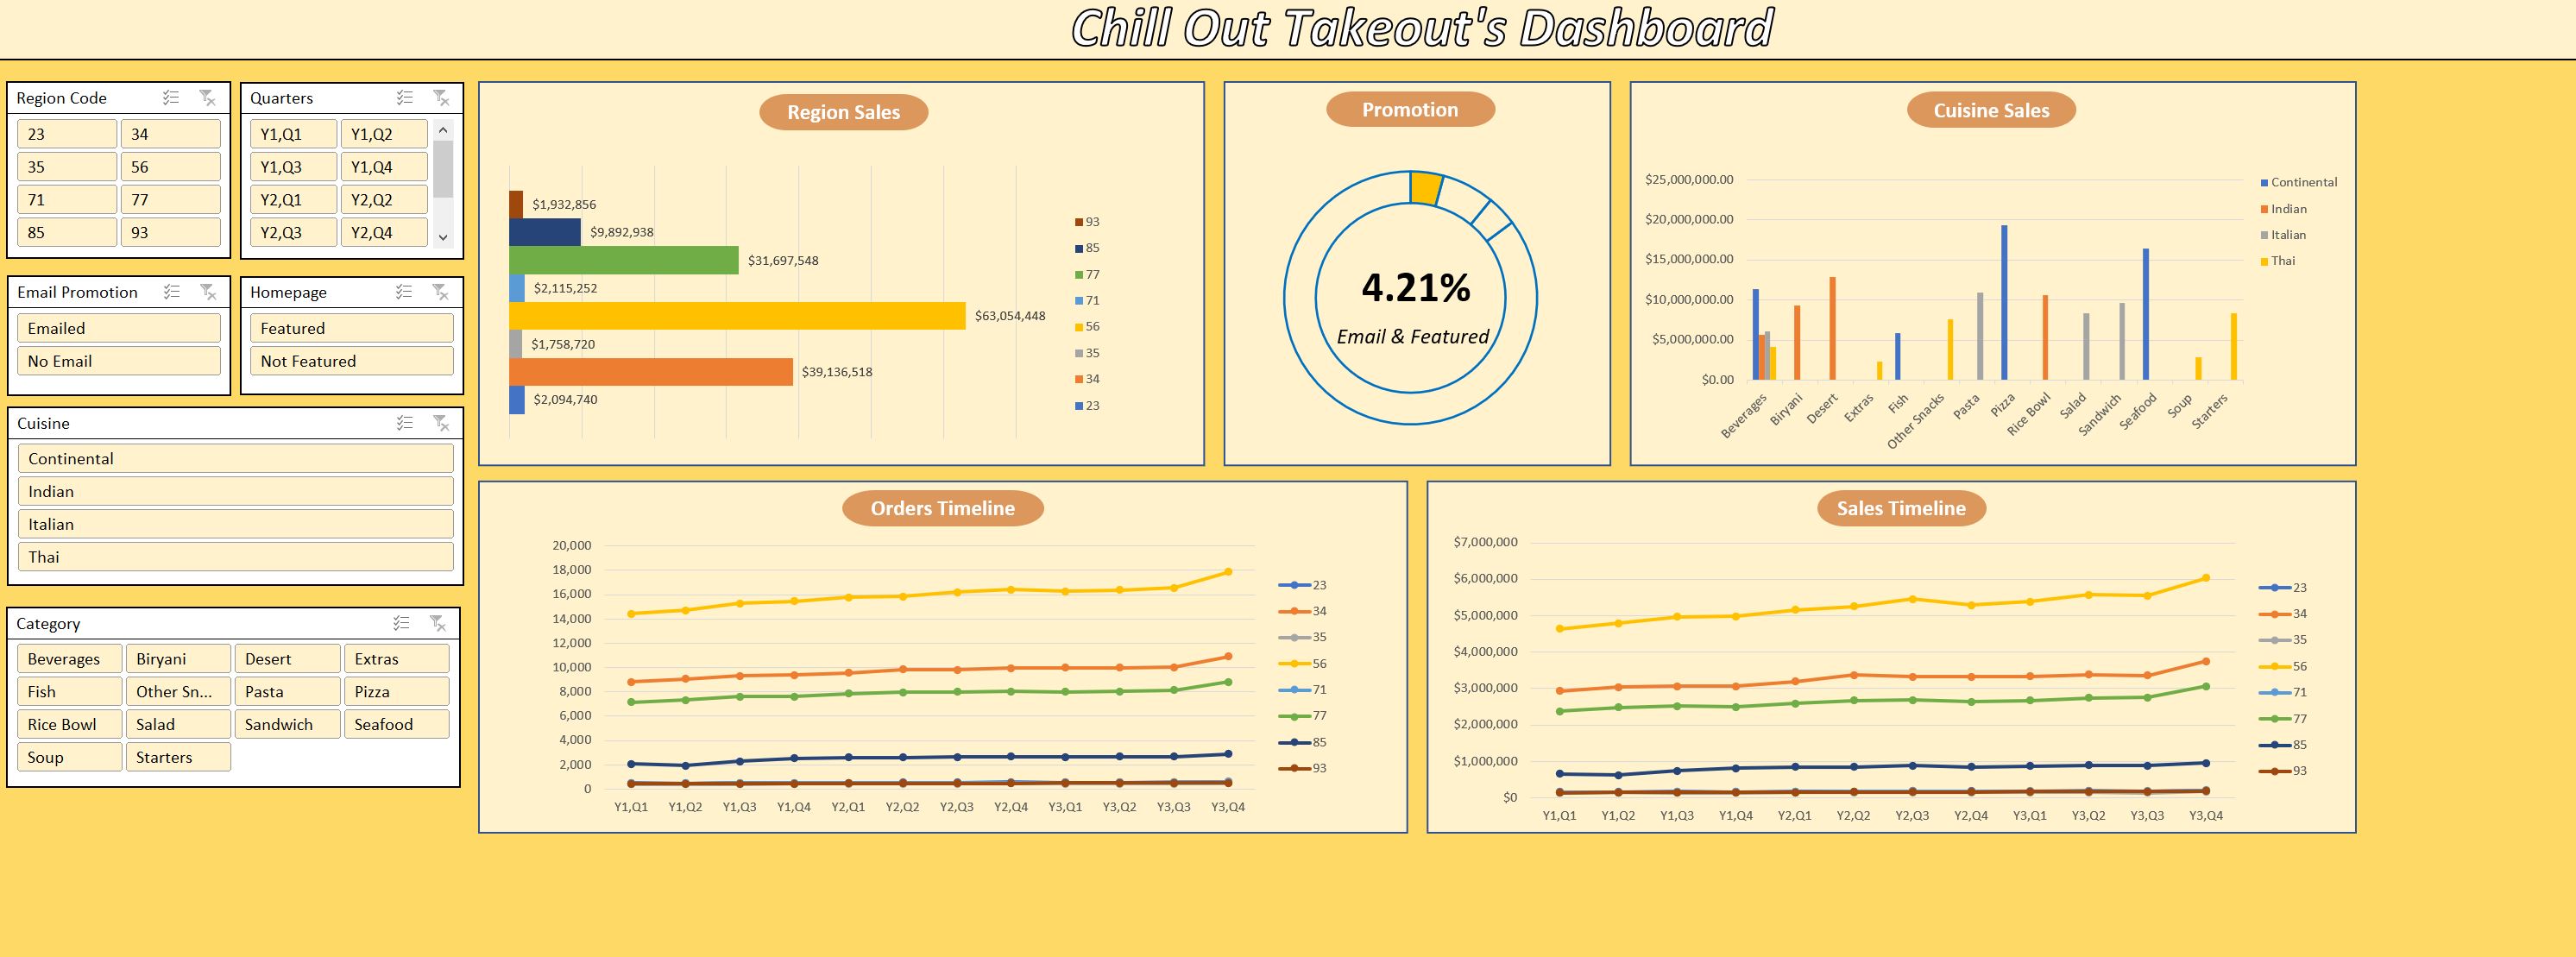 Chill Out Takeout's Dashboard
Region Code
23 34
35 56
71 77
85 93
Quarters
Y1,Q1 Y1,Q2
Y1,Q3 Y1,Q4
Y2,Q1 Y2,Q2
Y2,Q3 Y2,Q4
Email Promotion
Emailed
No Email
Homepage
Featured
Not Featured
Cuisine
Continental
Indian
Italian
Thai
Category
Beverages Biryani Desert Extras
Fish Other Sn... Pasta Pizza
Rice Bowl Salad Sandwich Seafood
Soup Starters
Region Sales
$1,932,856
$9,892,938
$31,697,548
$2,115,252
$63,054,448
$1,758,720
$39,136,518
$2,094,740
93
85
77
71
56
35
34
23
Promotion
4.21%
Email & Featured
Cuisine Sales
$25,000,000.00
$20,000,000.00
$15,000,000.00
$10,000,000.00
$5,000,000.00
$0.00
Beverages
Biryani
Desert
Extras
Fish
Other Snacks
Pasta
Pizza
Rice Bowl
Salad
Sandwich
Seafood
Soup
Starters
Continental
Indian
Italian
Thai
Orders Timeline
20,000
18,000
16,000
14,000
12,000
10,000
8,000
6,000
4,000
2,000
0
Y1,Q1 Y1,Q2 Y1,Q3 Y1,Q4 Y2,Q1 Y2,Q2 Y2,Q3 Y2,Q4 Y3,Q1 Y3,Q2 Y3,Q3 Y3,Q4
23
34
35
56
71
77
85
93
Sales Timeline
$7,000,000
$6,000,000
$5,000,000
$4,000,000
$3,000,000
$2,000,000
$1,000,000
$0
Y1,Q1 Y1,Q2 Y1,Q3 Y1,Q4 Y2,Q1 Y2,Q2 Y2,Q3 Y2,Q4 Y3,Q1 Y3,Q2 Y3,Q3 Y3,Q4
23
34
35
56
71
77
85
93